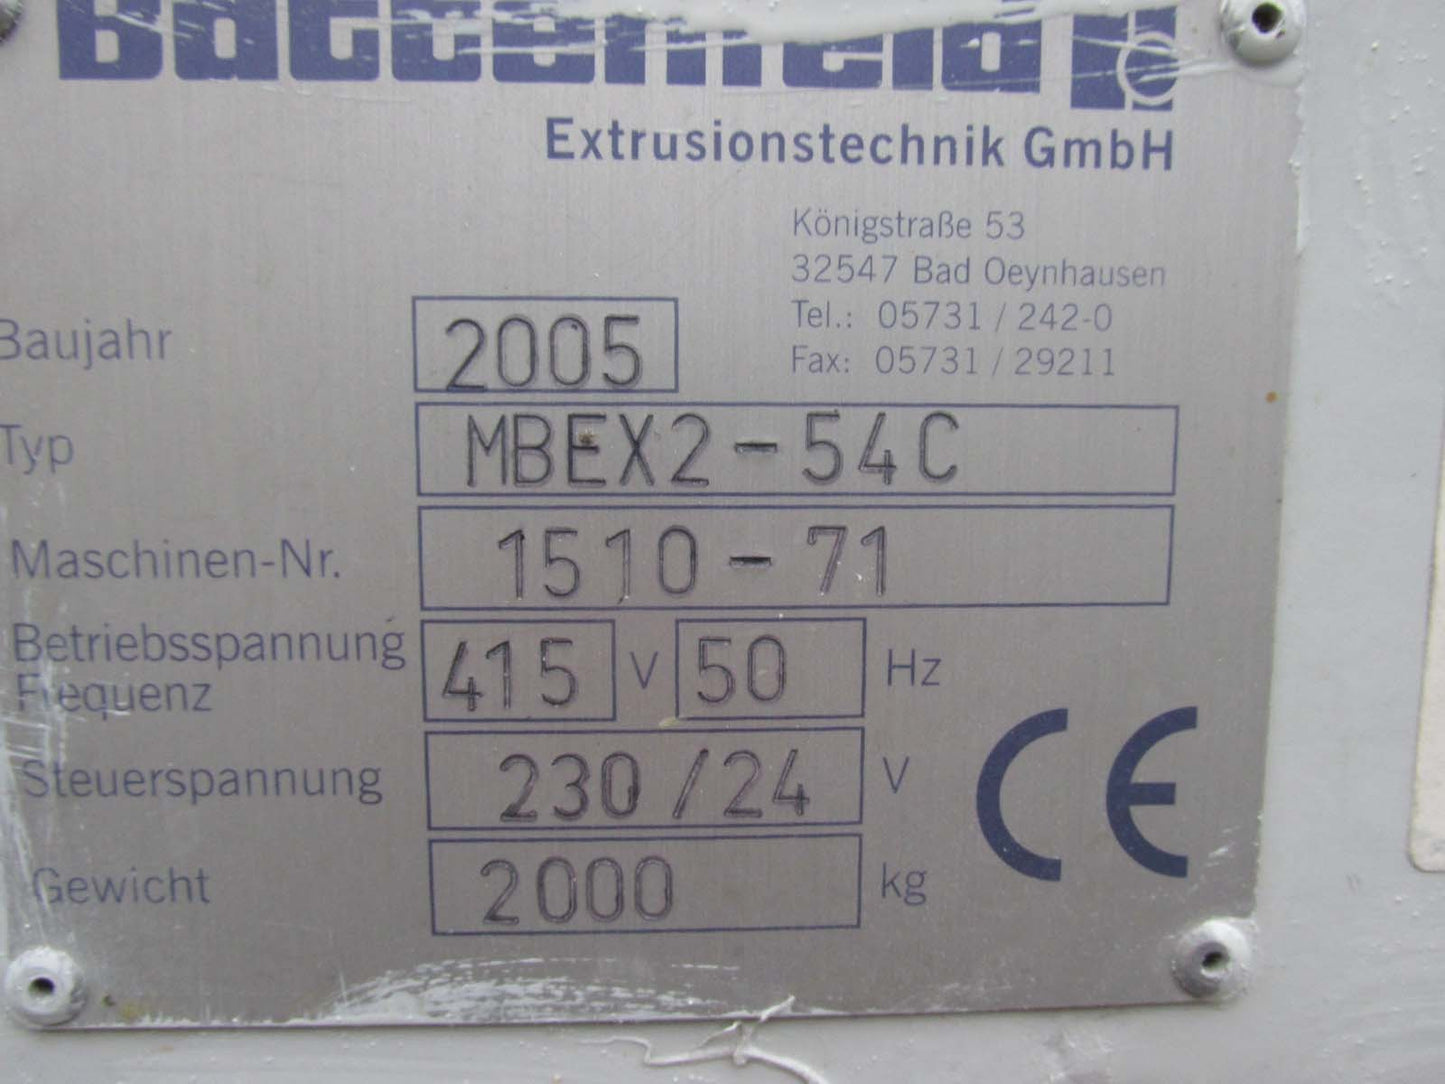 Battenfeld
Extrusionstechnik GmbH
Königstraße 53
32547 Bad Oeynhausen
Tel.: 05731 / 242-0
Fax: 05731 / 29211
Baujahr 2005
Typ MBEX2-54C
Maschinen-Nr. 1510-71
Betriebsspannung
Frequenz 415 V 50 Hz
Steuerspannung 230/24 V
Gewicht 2000 kg
CE